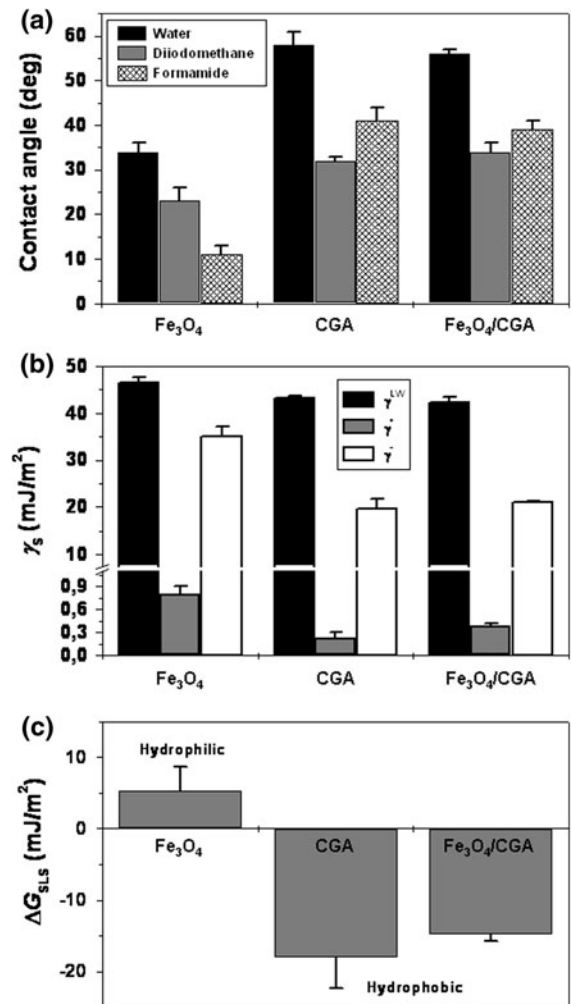 (a)
Contact angle (deg)
60
50
40
30
20
10
0
Water
Diiodomethane
Formamide
Fe₃O₄
CGA
Fe₃O₄/CGA
(b)
γₛ (mJ/m²)
50
40
30
20
10
0,9
0,6
0,3
0,0
γᴸᵂ
γ⁺
γ⁻
Fe₃O₄
CGA
Fe₃O₄/CGA
(c)
ΔG_SLS (mJ/m²)
10
0
-10
-20
Hydrophilic
Fe₃O₄
CGA
Fe₃O₄/CGA
Hydrophobic